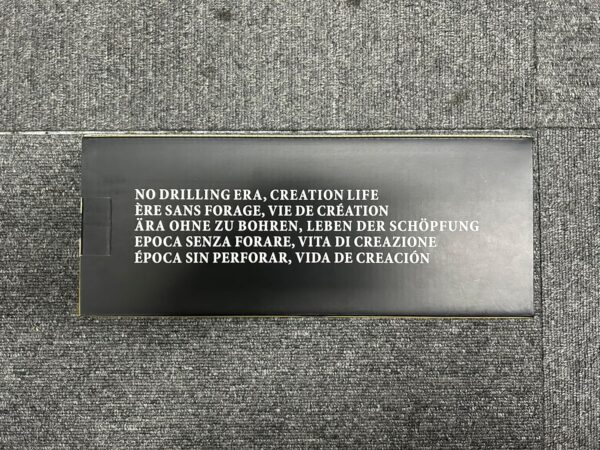 NO DRILLING ERA, CREATION LIFE
ÈRE SANS FORAGE, VIE DE CRÉATION
ÄRA OHNE ZU BOHREN, LEBEN DER SCHÖPFUNG
EPOCA SENZA FORARE, VITA DI CREAZIONE
ÉPOCA SIN PERFORAR, VIDA DE CREACIÓN